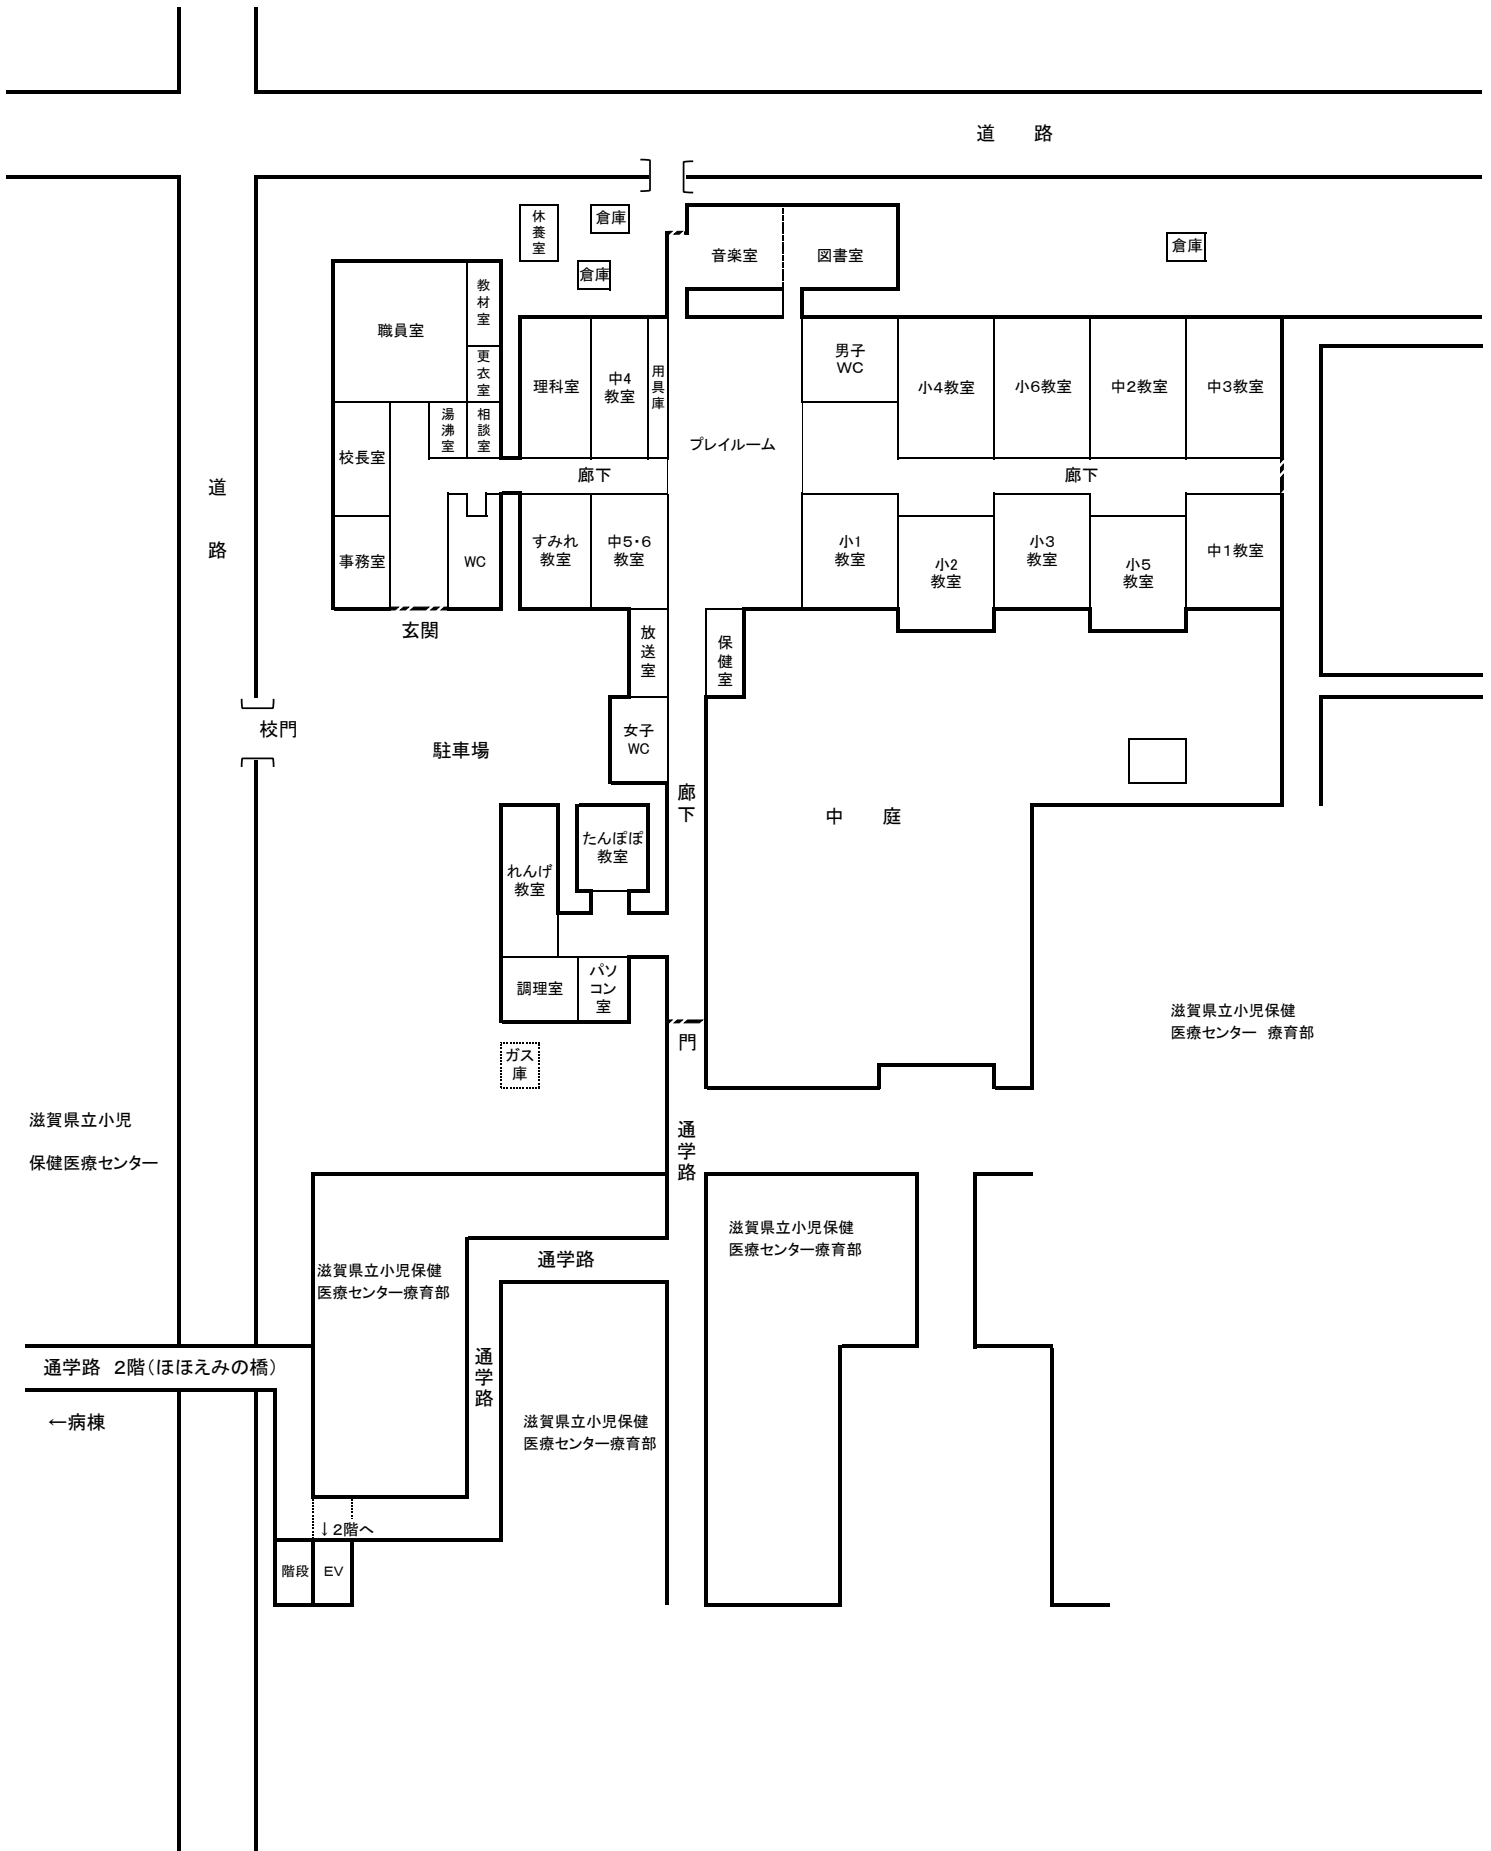 道　路
休養室
倉庫
倉庫
音楽室
図書室
倉庫
職員室
教材室
更衣室
湯沸室
相談室
理科室
中4
教室
用具庫
プレイルーム
男子
WC
小4教室
小6教室
中2教室
中3教室
校長室
廊下
廊下
道路
事務室
WC
すみれ
教室
中5・6
教室
小1
教室
小2
教室
小3
教室
小5
教室
中1教室
玄関
放送室
保健室
校門
駐車場
女子
WC
廊下
中　庭
たんぽぽ
教室
れんげ
教室
調理室
パソ
コン
室
門
ガス
庫
滋賀県立小児保健
医療センター　療育部
滋賀県立小児
保健医療センター
通学路
滋賀県立小児保健
医療センター療育部
通学路
滋賀県立小児保健
医療センター療育部
通学路　2階(ほほえみの橋)
通学路
←病棟
滋賀県立小児保健
医療センター療育部
↓2階へ
階段
EV